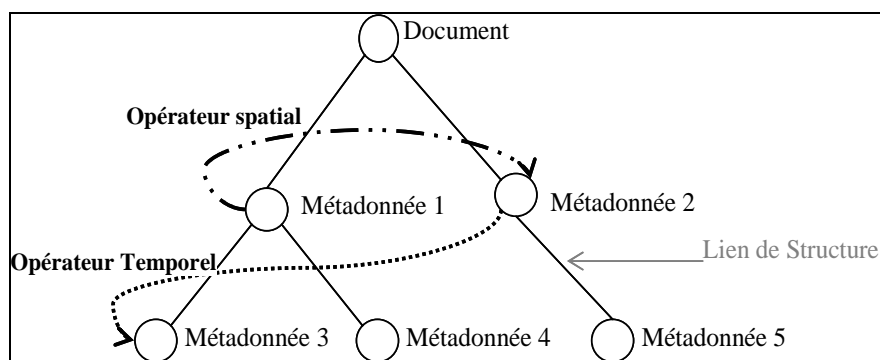 Document
Opérateur spatial
Métadonnée 1
Métadonnée 2
Lien de Structure
Opérateur Temporel
Métadonnée 3
Métadonnée 4
Métadonnée 5